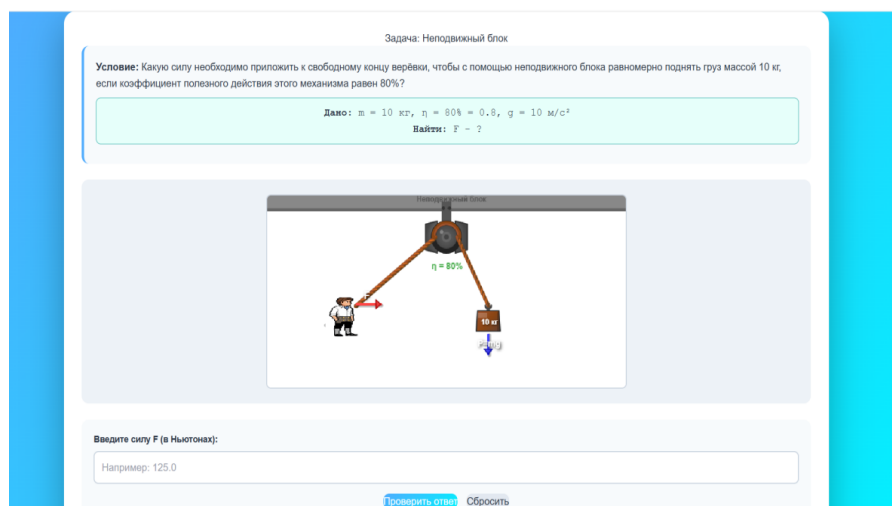 Задача: Неподвижный блок
Условие: Какую силу необходимо приложить к свободному концу верёвки, чтобы с помощью неподвижного блока равномерно поднять груз массой 10 кг,
если коэффициент полезного действия этого механизма равен 80%?
Дано: m = 10 кг, η = 80% = 0.8, g = 10 м/с²
Найти: F - ?
Неподвижный блок
η = 80%
F
10 кг
Введите силу F (в Ньютонах):
Например: 125.0
Проверить ответ
Сбросить